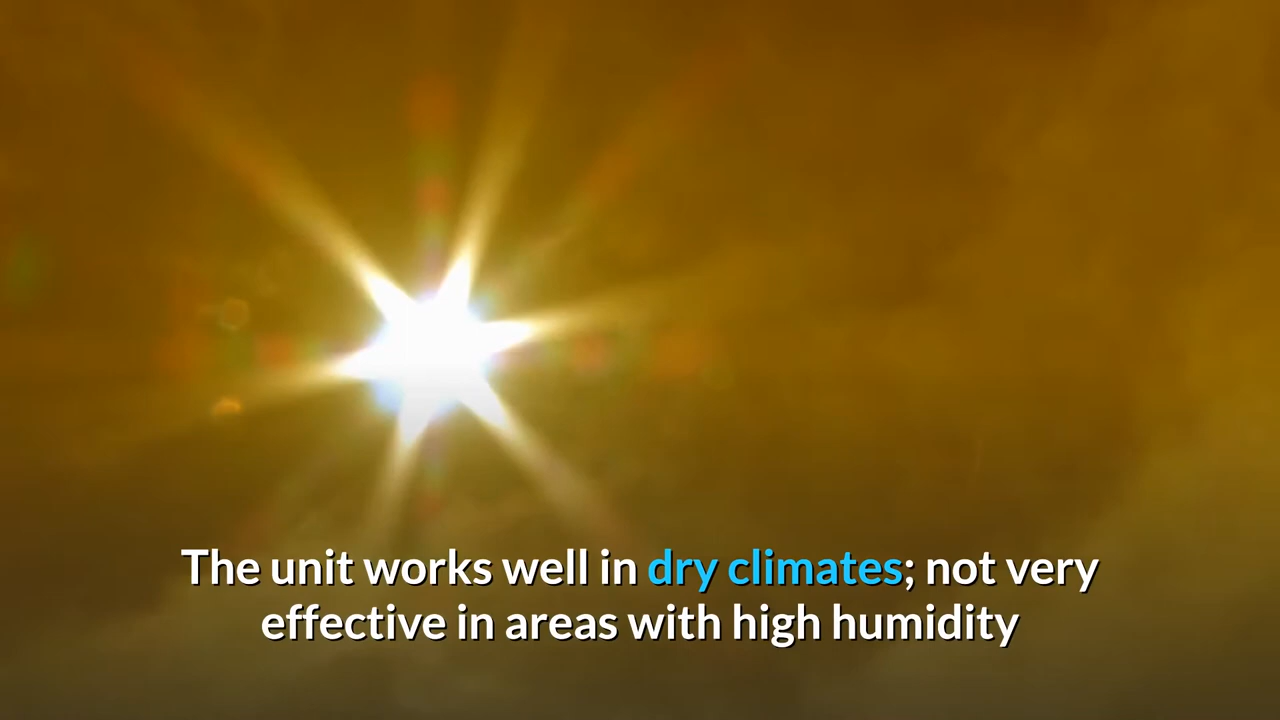 The unit works well in dry climates; not very
effective in areas with high humidity